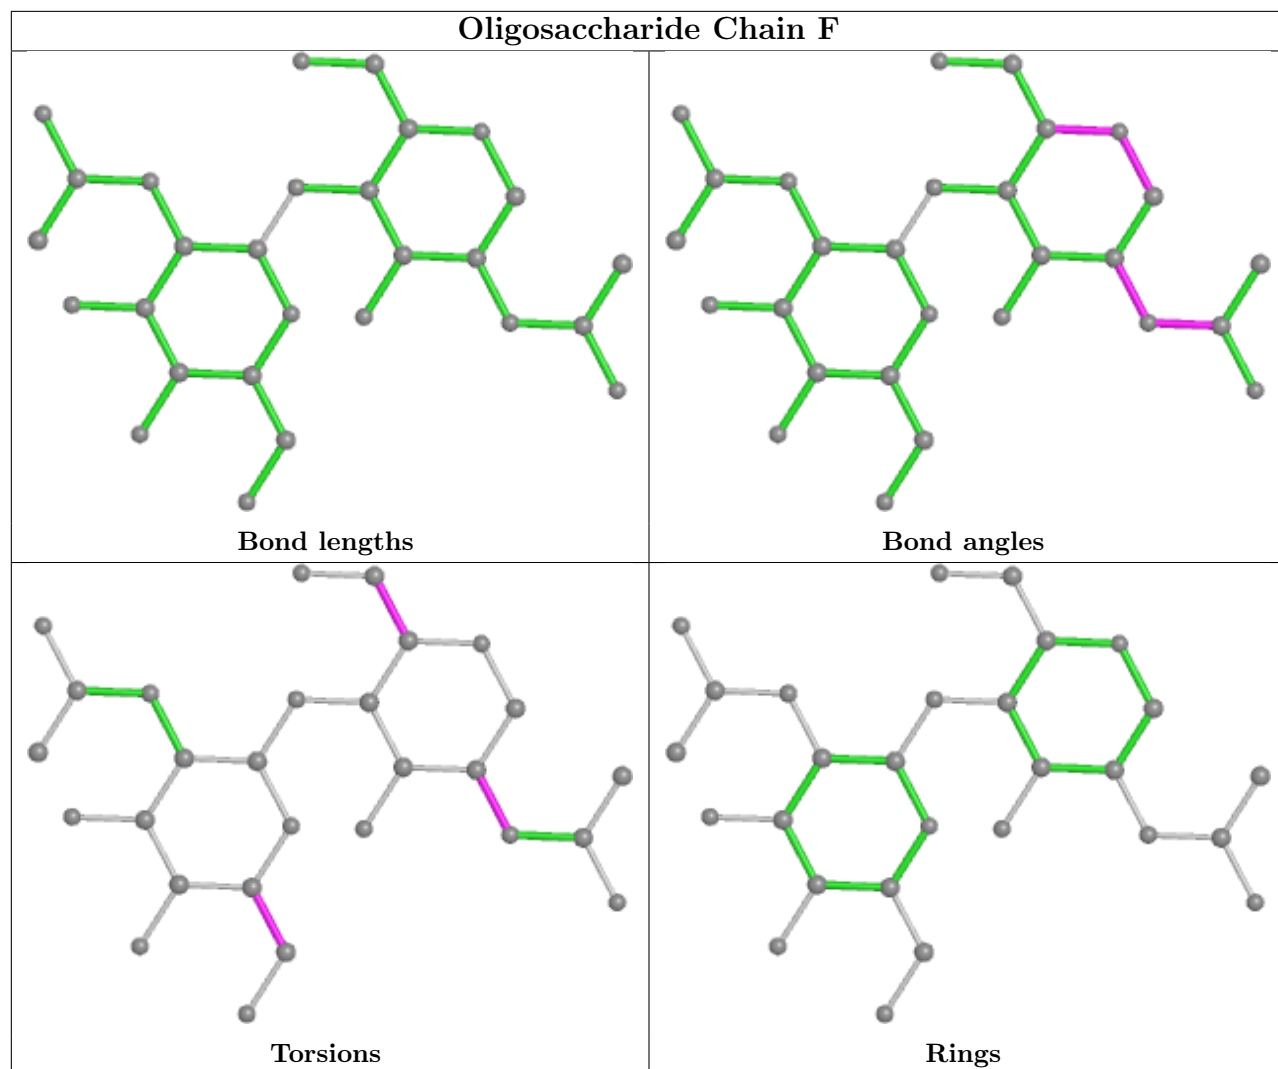 Oligosaccharide Chain F
Bond lengths
Bond angles
Torsions
Rings